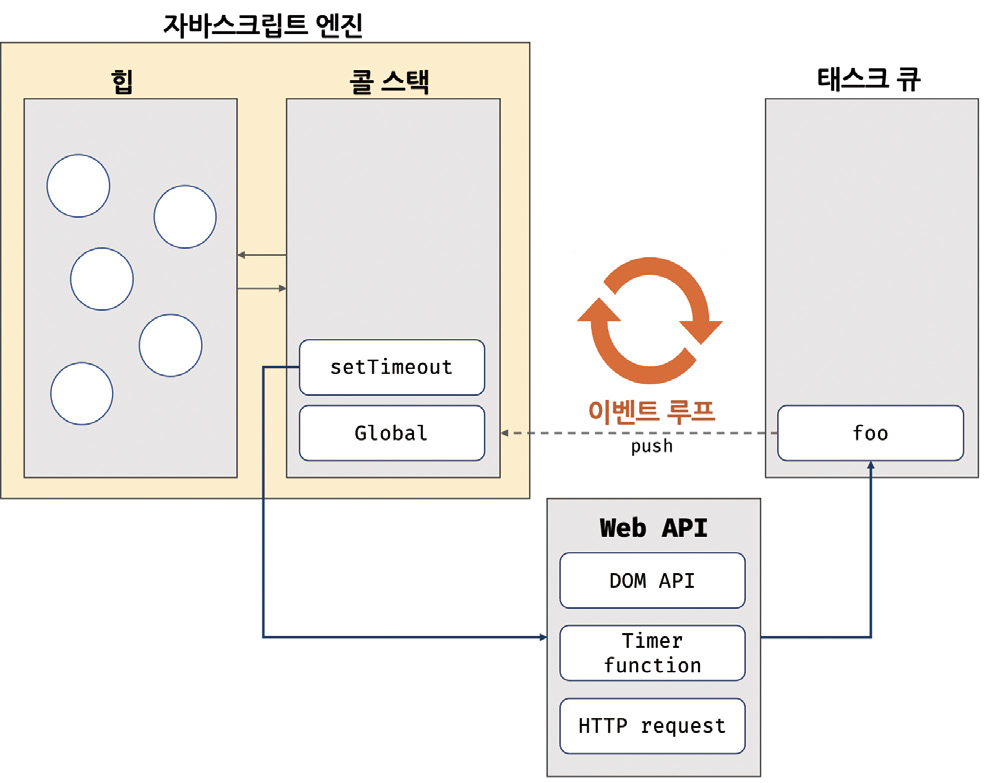 자바스크립트 엔진
힙
콜 스택
태스크 큐
setTimeout
Global
이벤트 루프
push
foo
Web API
DOM API
Timer
function
HTTP request